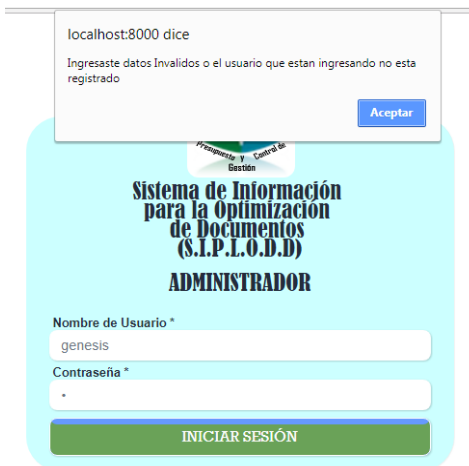 localhost:8000 dice
Ingresaste datos Invalidos o el usuario que estan ingresando no esta
registrado
Aceptar
Presupuesto y Control de
Gestión
Sistema de Información
para la Optimización
de Documentos
(S.I.P.L.O.D.D)
ADMINISTRADOR
Nombre de Usuario *
genesis
Contraseña *
INICIAR SESIÓN